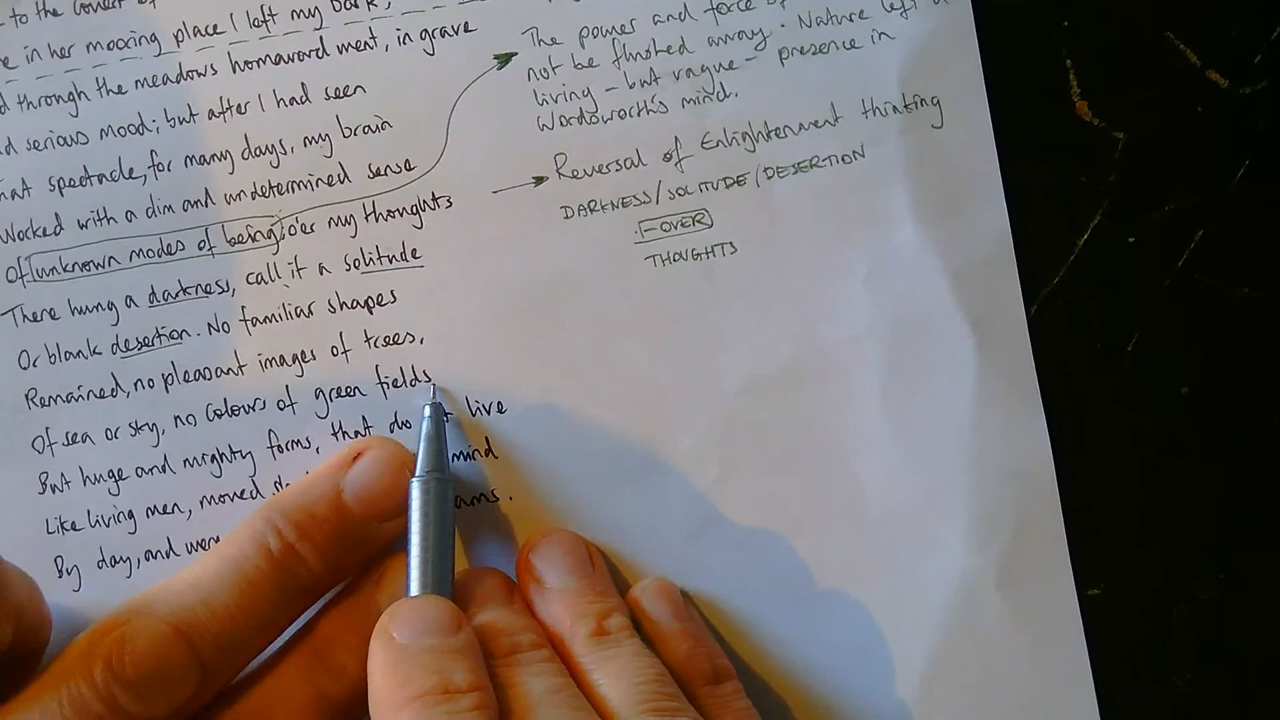 to the covert of
in her mooring place I left my bark,
through the meadows homeward went, in grave
serious mood; but after I had seen
spectacle, for many days, my brain
Worked with a dim and undetermined sense
Of unknown modes of being; o'er my thoughts
There hung a darkness, call it a solitude
Or blank desertion. No familiar shapes
Remained, no pleasant images of trees,
Of sea or sky, no colours of green fields
But huge and mighty forms, that do live
Like living men, moved mind
By day, and were
The power and force of
not be flushed away. Nature left a
living - but vague - presence in
Wordsworth's mind.
Reversal of Enlightenment thinking
DARKNESS/SOLITUDE/DESERTION
OVER
THOUGHTS